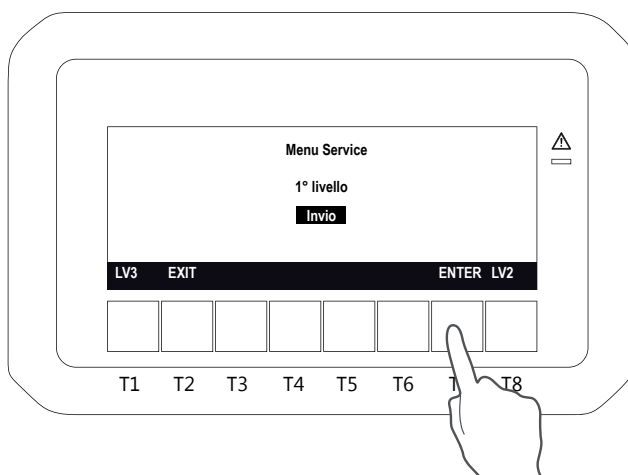 Menu Service
1° livello
Invio
LV3 EXIT ENTER LV2
T1 T2 T3 T4 T5 T6 T8